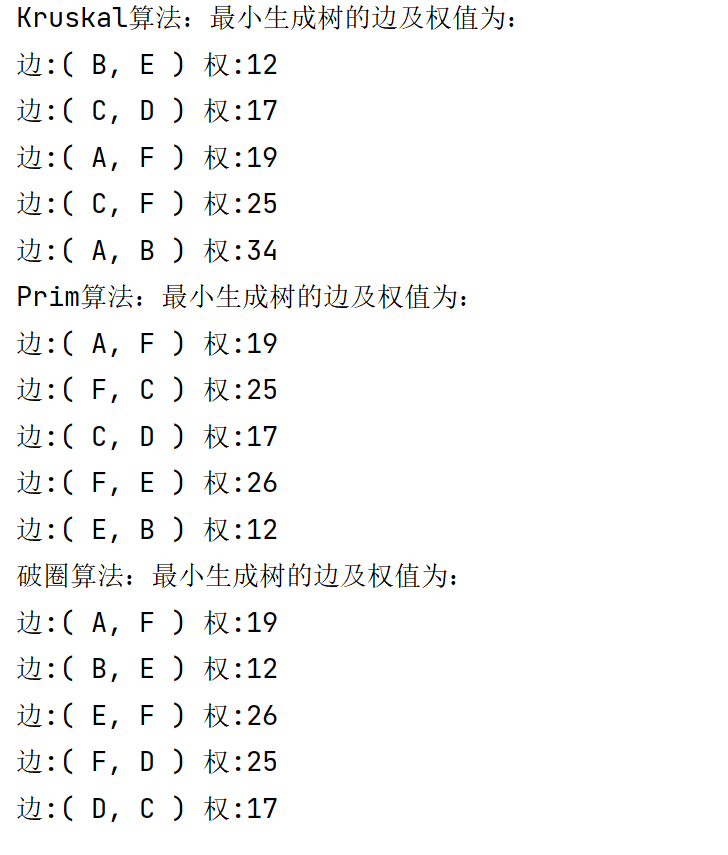 Kruskal算法：最小生成树的边及权值为：
边:( B, E ) 权:12
边:( C, D ) 权:17
边:( A, F ) 权:19
边:( C, F ) 权:25
边:( A, B ) 权:34
Prim算法：最小生成树的边及权值为：
边:( A, F ) 权:19
边:( F, C ) 权:25
边:( C, D ) 权:17
边:( F, E ) 权:26
边:( E, B ) 权:12
破圈算法：最小生成树的边及权值为：
边:( A, F ) 权:19
边:( B, E ) 权:12
边:( E, F ) 权:26
边:( F, D ) 权:25
边:( D, C ) 权:17